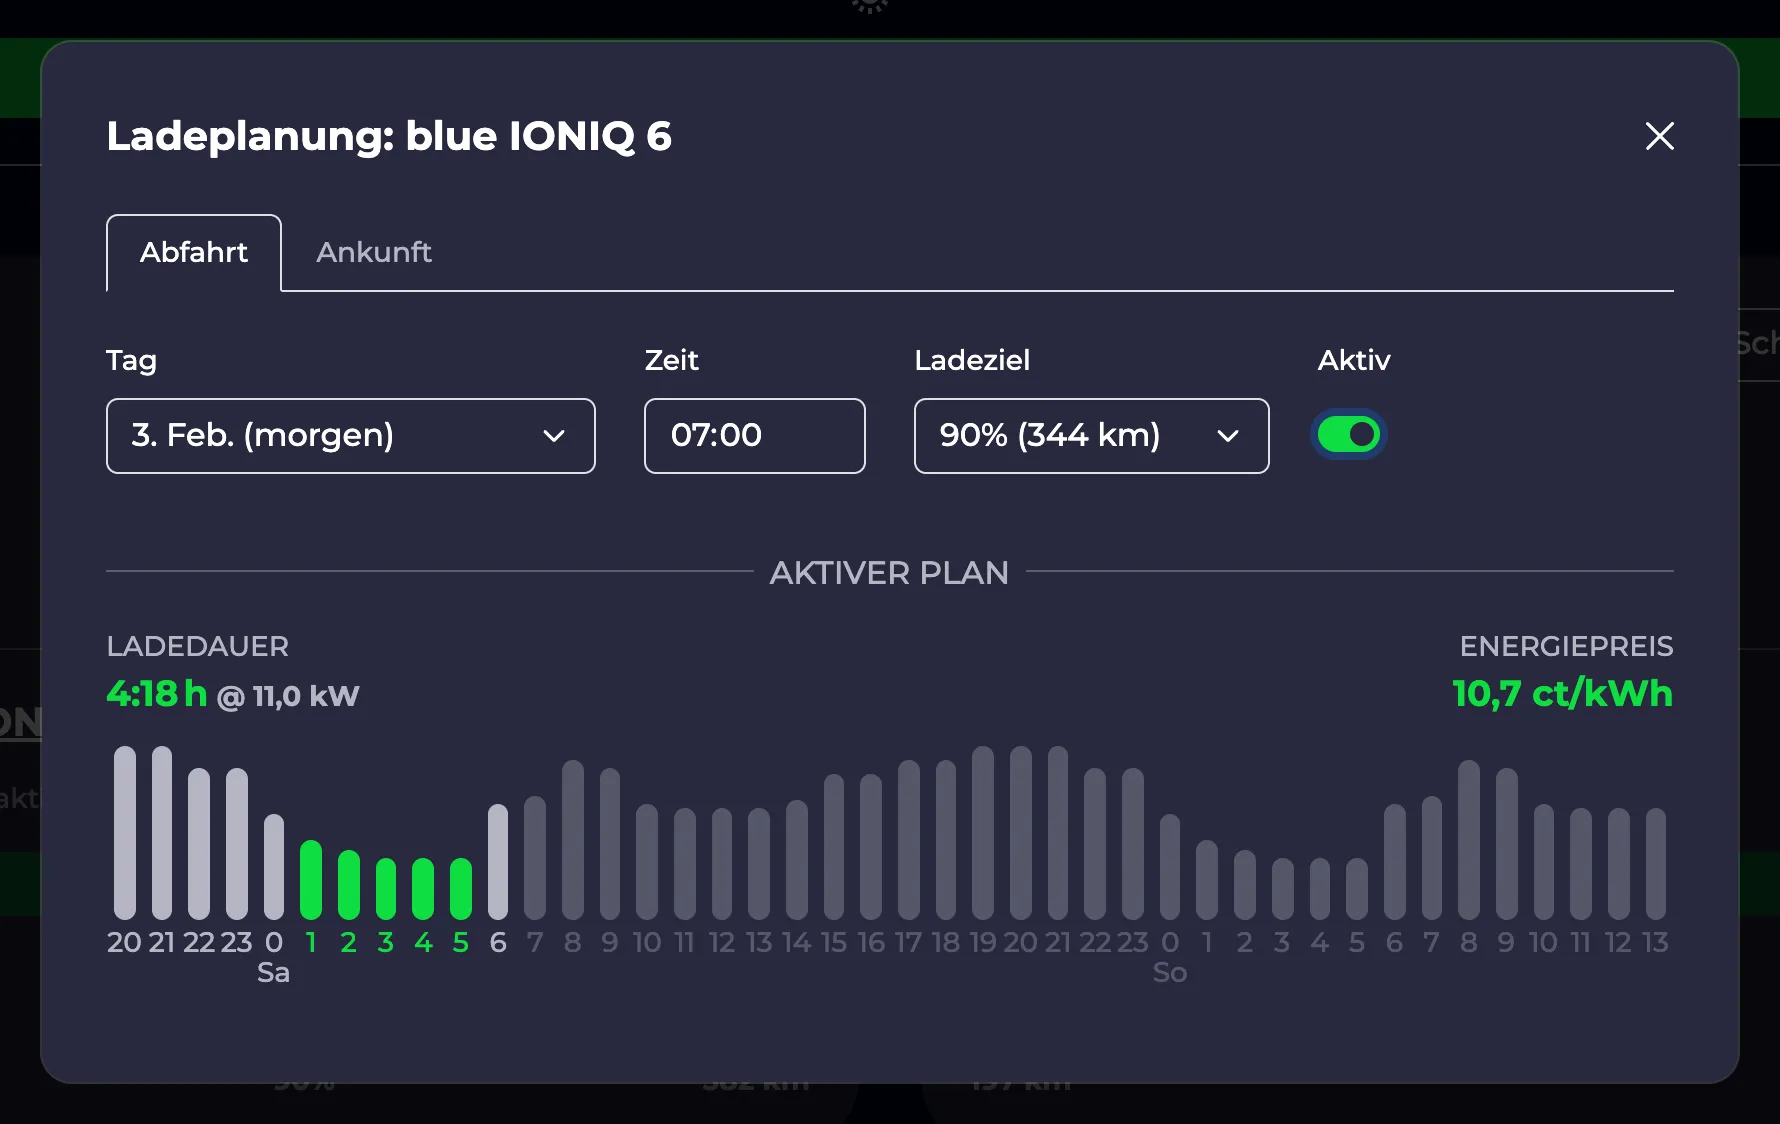 Ladeplanung: blue IONIQ 6
Abfahrt Ankunft
Tag Zeit Ladeziel Aktiv
3. Feb. (morgen) 07:00 90% (344 km)
AKTIVER PLAN
LADEDAUER ENERGIEPREIS
4:18 h @ 11,0 kW 10,7 ct/kWh
20 21 22 23 0 1 2 3 4 5 6 7 8 9 10 11 12 13 14 15 16 17 18 19 20 21 22 23 0 1 2 3 4 5 6 7 8 9 10 11 12 13
Sa So